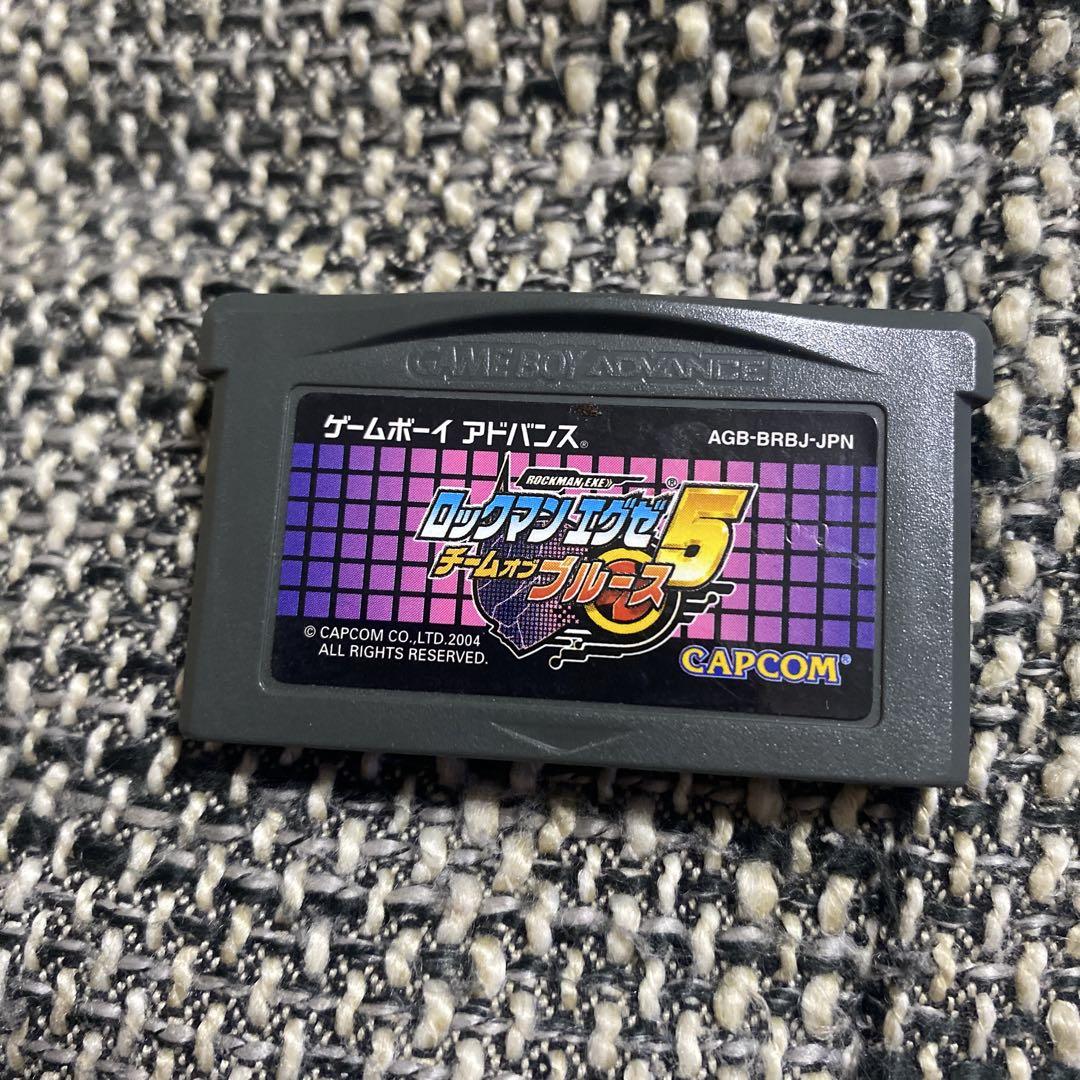 GAME BOY ADVANCE
ゲームボーイ アドバンス®
AGB-BRBJ-JPN
ROCKMAN EXE
ロックマン エグゼ® 5
チーム オブ ブルース
© CAPCOM CO.,LTD.2004
ALL RIGHTS RESERVED.
CAPCOM®